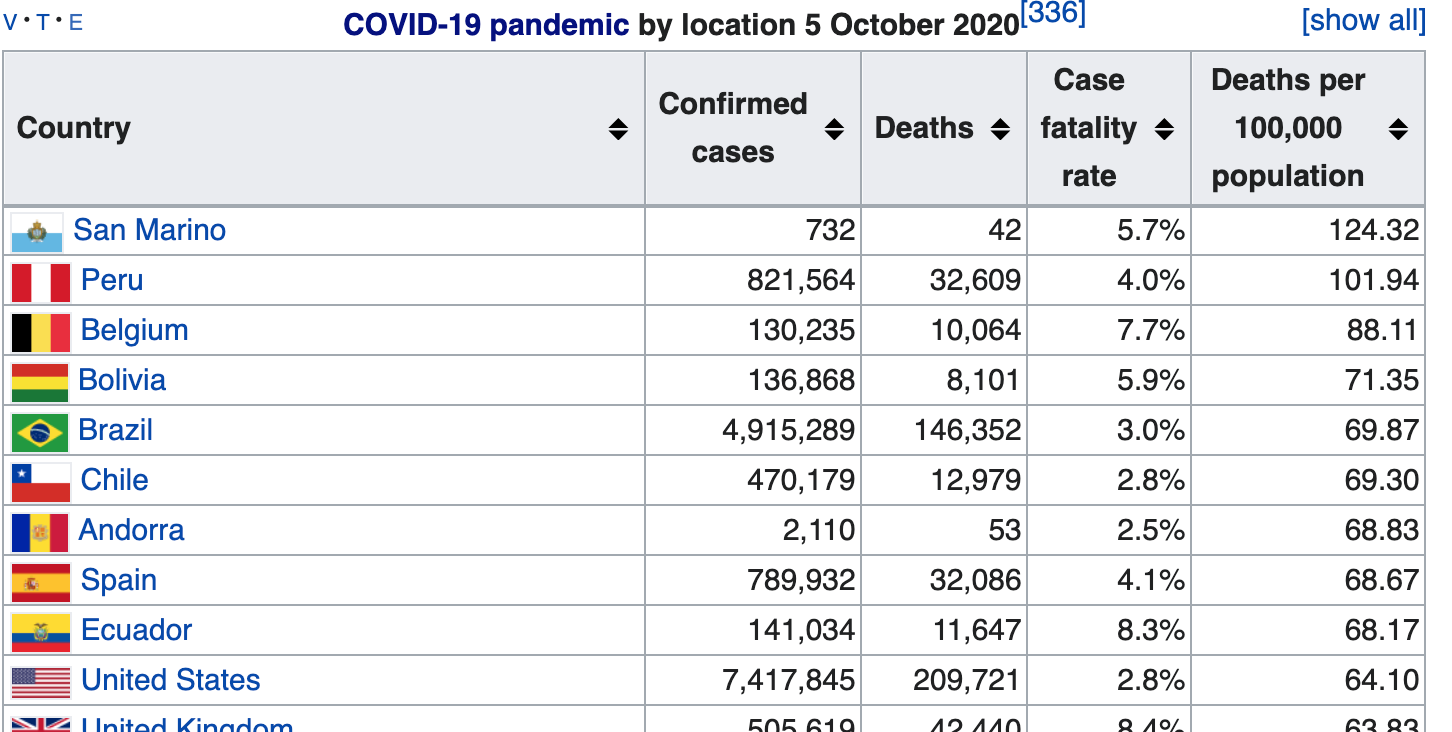 V · T · E COVID-19 pandemic by location 5 October 2020[336] [show all]
Country Confirmed cases Deaths Case fatality rate Deaths per 100,000 population
San Marino 732 42 5.7% 124.32
Peru 821,564 32,609 4.0% 101.94
Belgium 130,235 10,064 7.7% 88.11
Bolivia 136,868 8,101 5.9% 71.35
Brazil 4,915,289 146,352 3.0% 69.87
Chile 470,179 12,979 2.8% 69.30
Andorra 2,110 53 2.5% 68.83
Spain 789,932 32,086 4.1% 68.67
Ecuador 141,034 11,647 8.3% 68.17
United States 7,417,845 209,721 2.8% 64.10
United Kingdom 505,619 42,440 8.4% 63.83